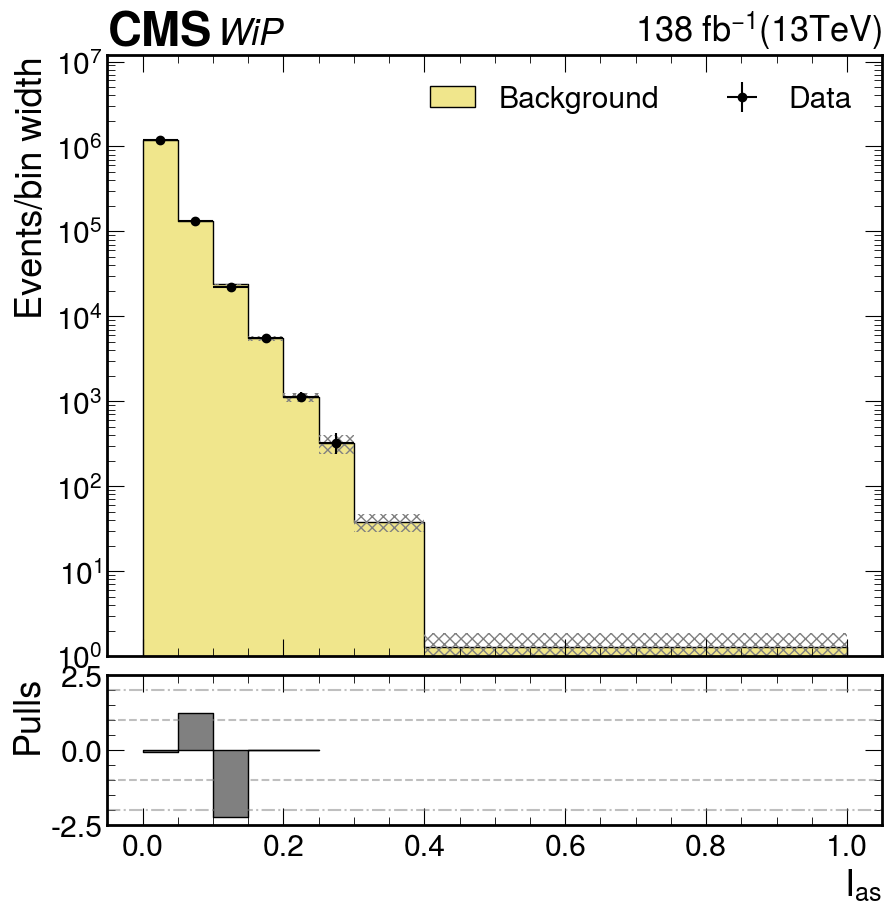 CMS WiP 138 fb⁻¹(13TeV)
Events/bin width
Background Data
10⁷
10⁶
10⁵
10⁴
10³
10²
10¹
10⁰
Pulls
2.5
0.0
-2.5
0.0 0.2 0.4 0.6 0.8 1.0
Iₐₛ